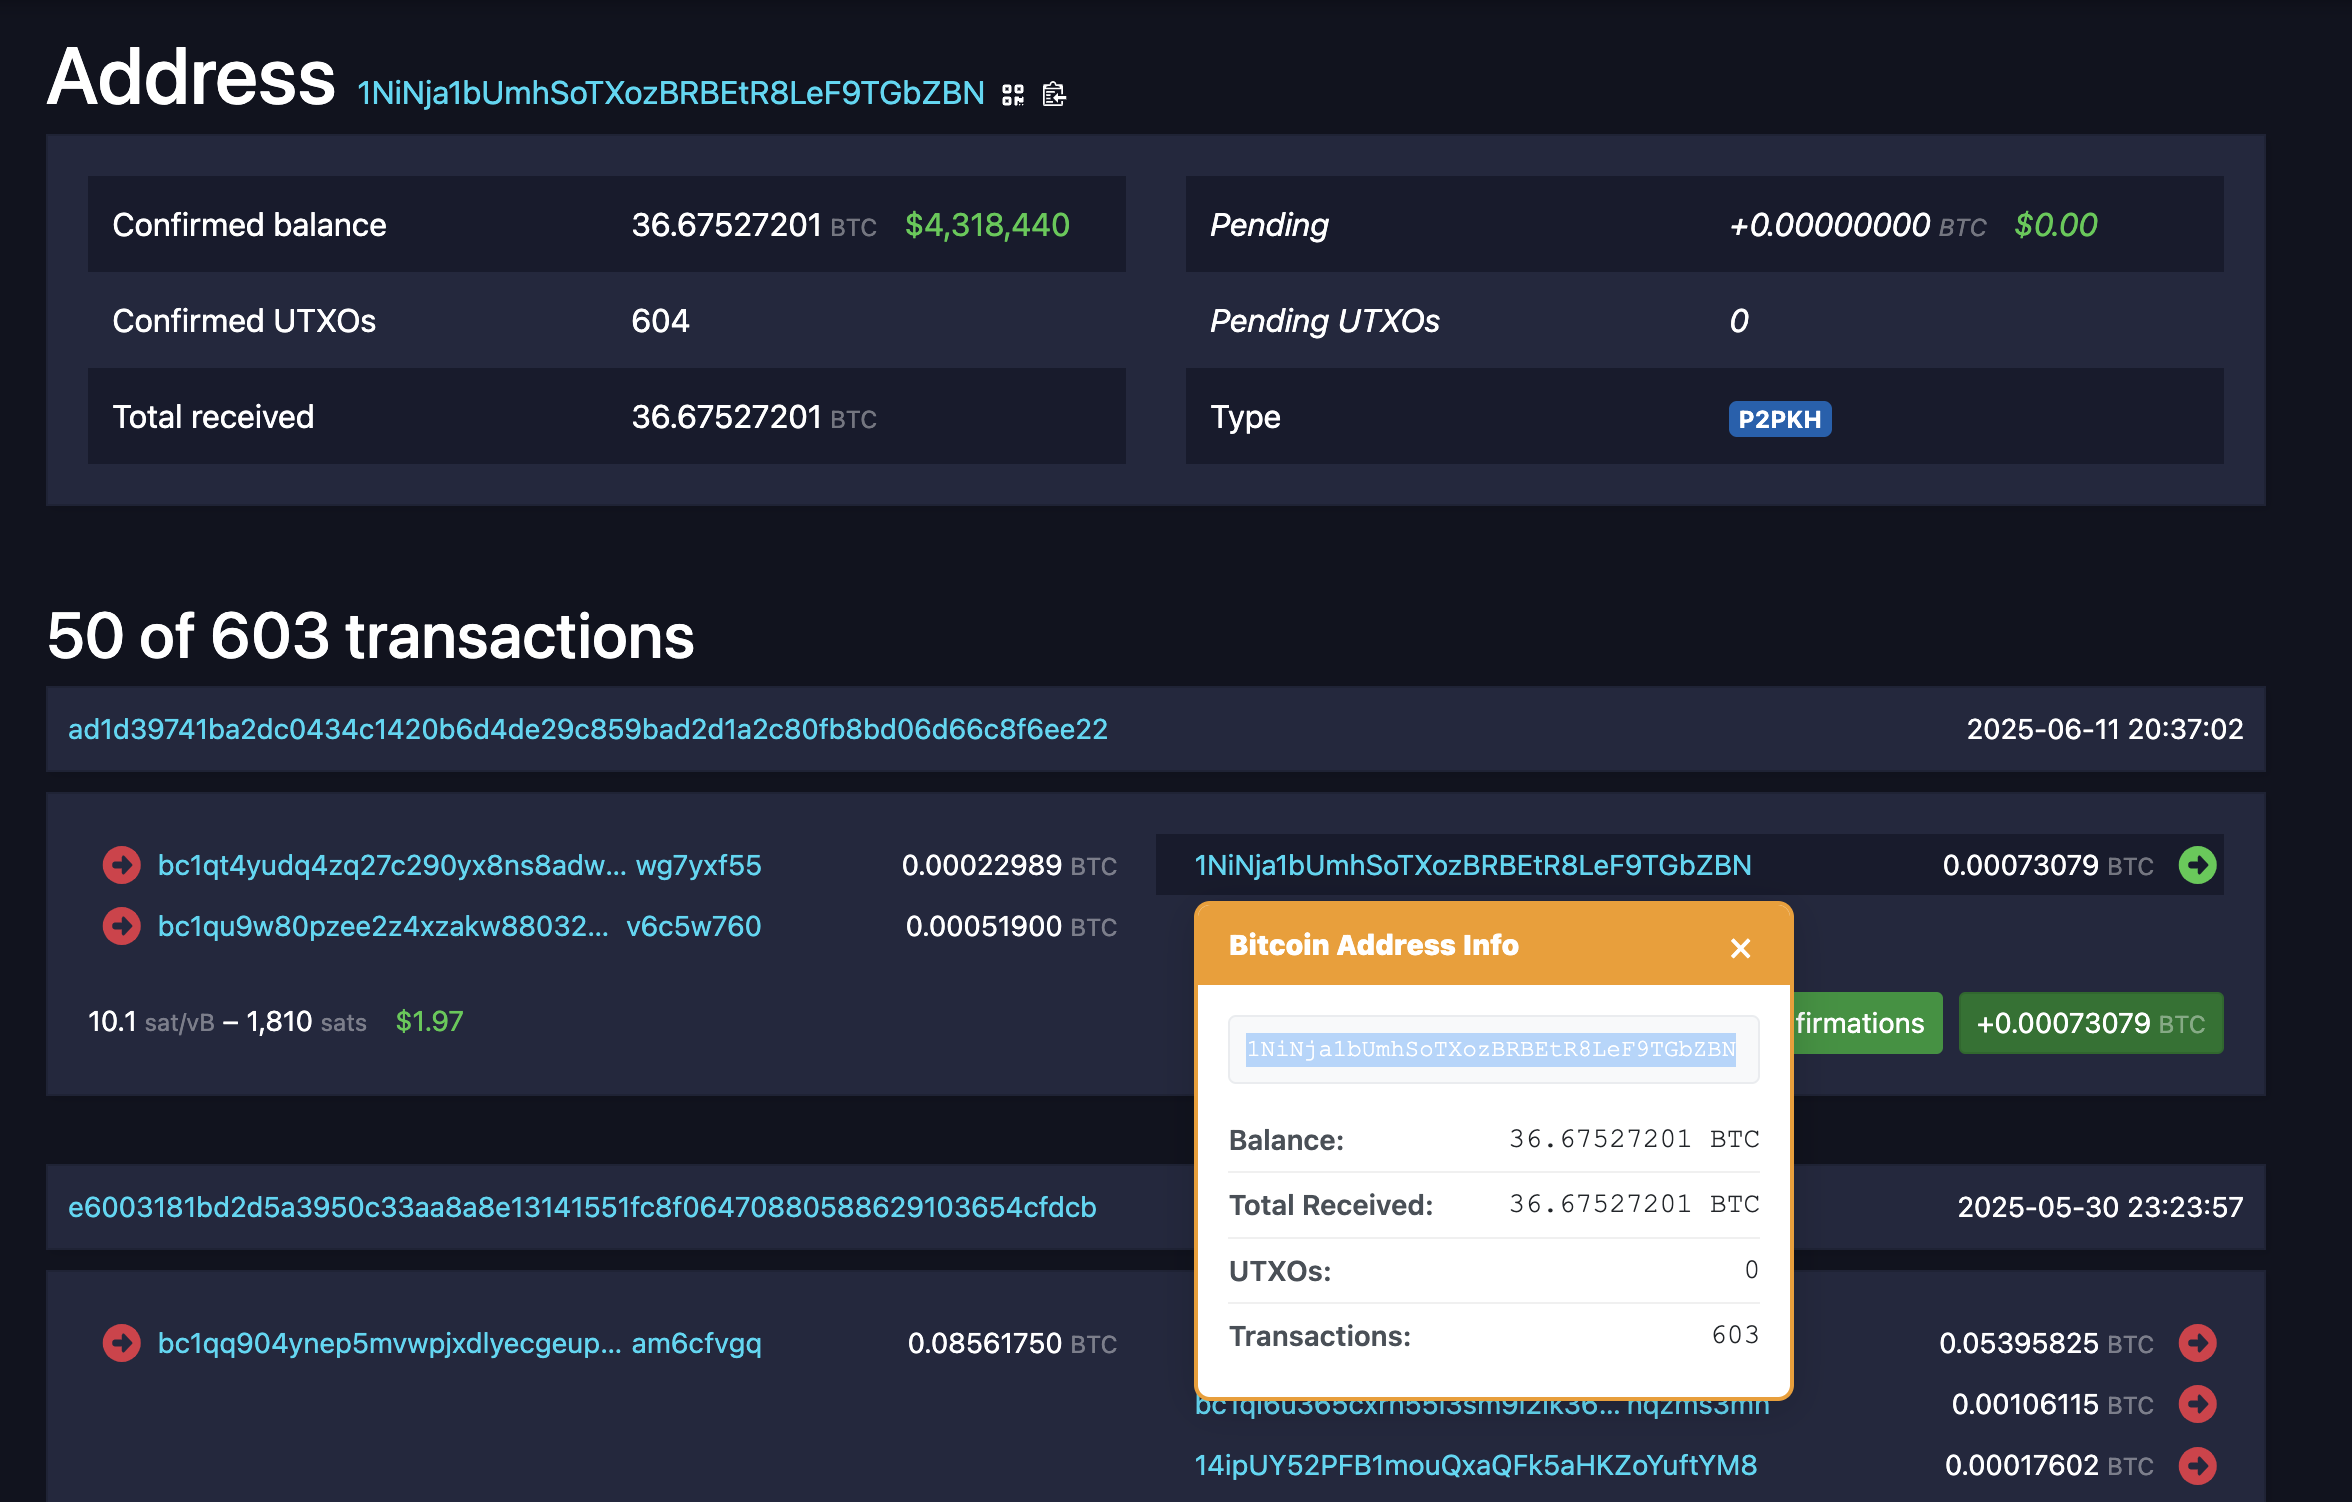 Address 1NiNja1bUmhSoTXozBRBEtR8LeF9TGbZBN
Confirmed balance 36.67527201 BTC $4,318,440
Pending +0.00000000 BTC $0.00
Confirmed UTXOs 604
Pending UTXOs 0
Total received 36.67527201 BTC
Type P2PKH
50 of 603 transactions
ad1d39741ba2dc0434c1420b6d4de29c859bad2d1a2c80fb8bd06d66c8f6ee22 2025-06-11 20:37:02
bc1qt4yudq4zq27c290yx8ns8adw... wg7yxf55 0.00022989 BTC
1NiNja1bUmhSoTXozBRBEtR8LeF9TGbZBN 0.00073079 BTC
bc1qu9w80pzee2z4xzakw88032... v6c5w760 0.00051900 BTC
10.1 sat/vB – 1,810 sats $1.97
firmations +0.00073079 BTC
Bitcoin Address Info ×
1NiNja1bUmhSoTXozBRBEtR8LeF9TGbZBN
Balance: 36.67527201 BTC
Total Received: 36.67527201 BTC
UTXOs: 0
Transactions: 603
e6003181bd2d5a3950c33aa8a8e13141551fc8f06470880588629103654cfdcb 2025-05-30 23:23:57
bc1qq904ynep5mvwpjxdlyecgeup... am6cfvgq 0.08561750 BTC
0.05395825 BTC
0.00106115 BTC
14ipUY52PFB1mouQxaQFk5aHKZoYuftYM8 0.00017602 BTC